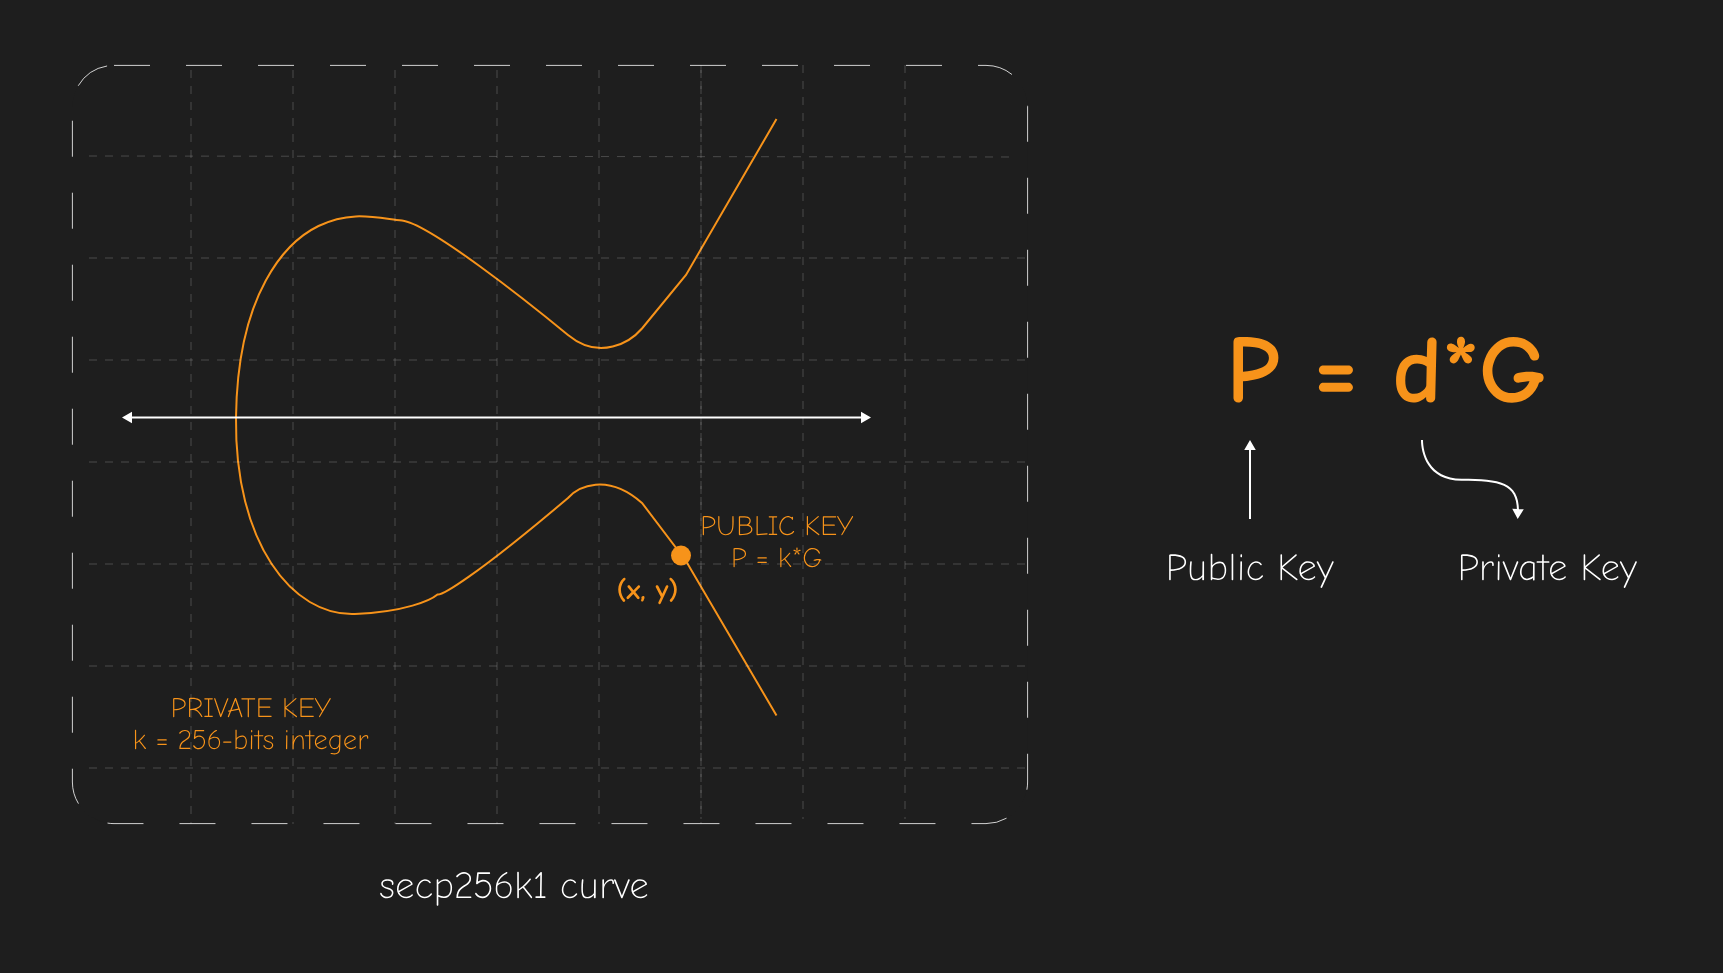 PUBLIC KEY
P = k*G
(x, y)
PRIVATE KEY
k = 256-bits integer
secp256k1 curve
P = d*G
Public Key
Private Key